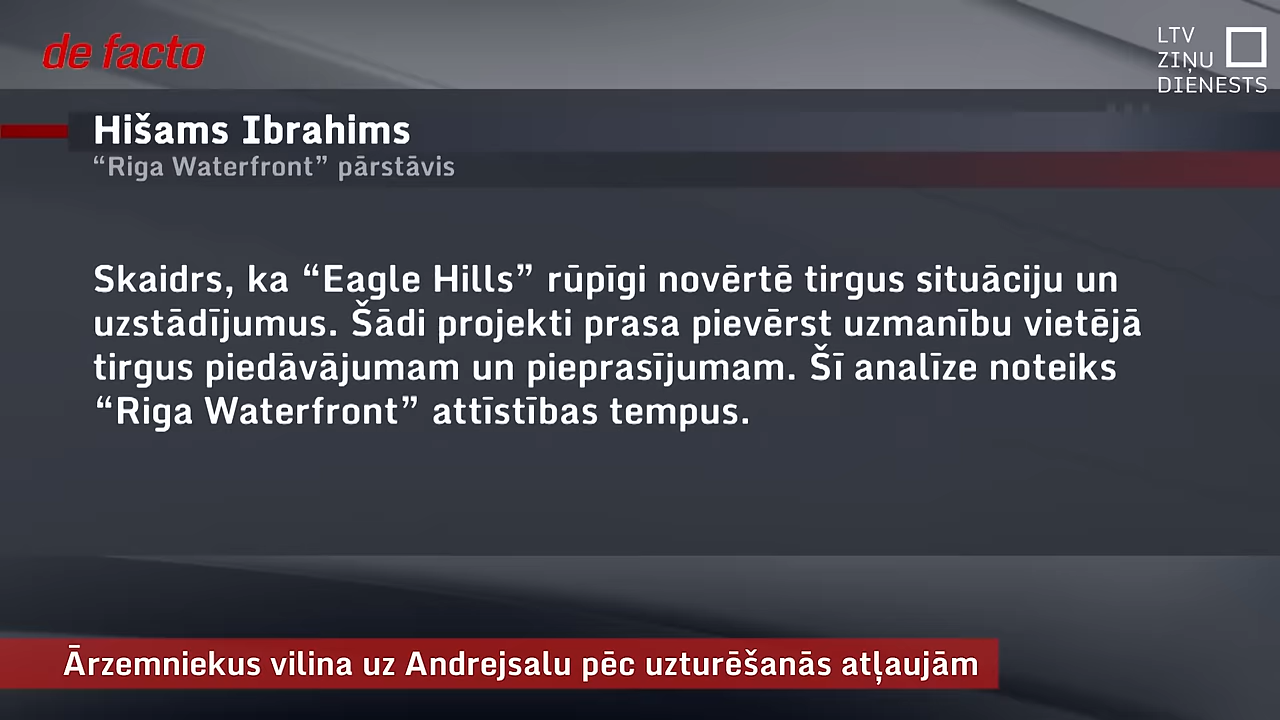 de facto
LTV
ZIŅU
DIENESTS
Hišams Ibrahims
“Riga Waterfront” pārstāvis
Skaidrs, ka “Eagle Hills” rūpīgi novērtē tirgus situāciju un
uzstādījumus. Šādi projekti prasa pievērst uzmanību vietējā
tirgus piedāvājumam un pieprasījumam. Šī analīze noteiks
“Riga Waterfront” attīstības tempus.
Ārzemniekus vilina uz Andrejsalu pēc uzturēšanās atļaujām